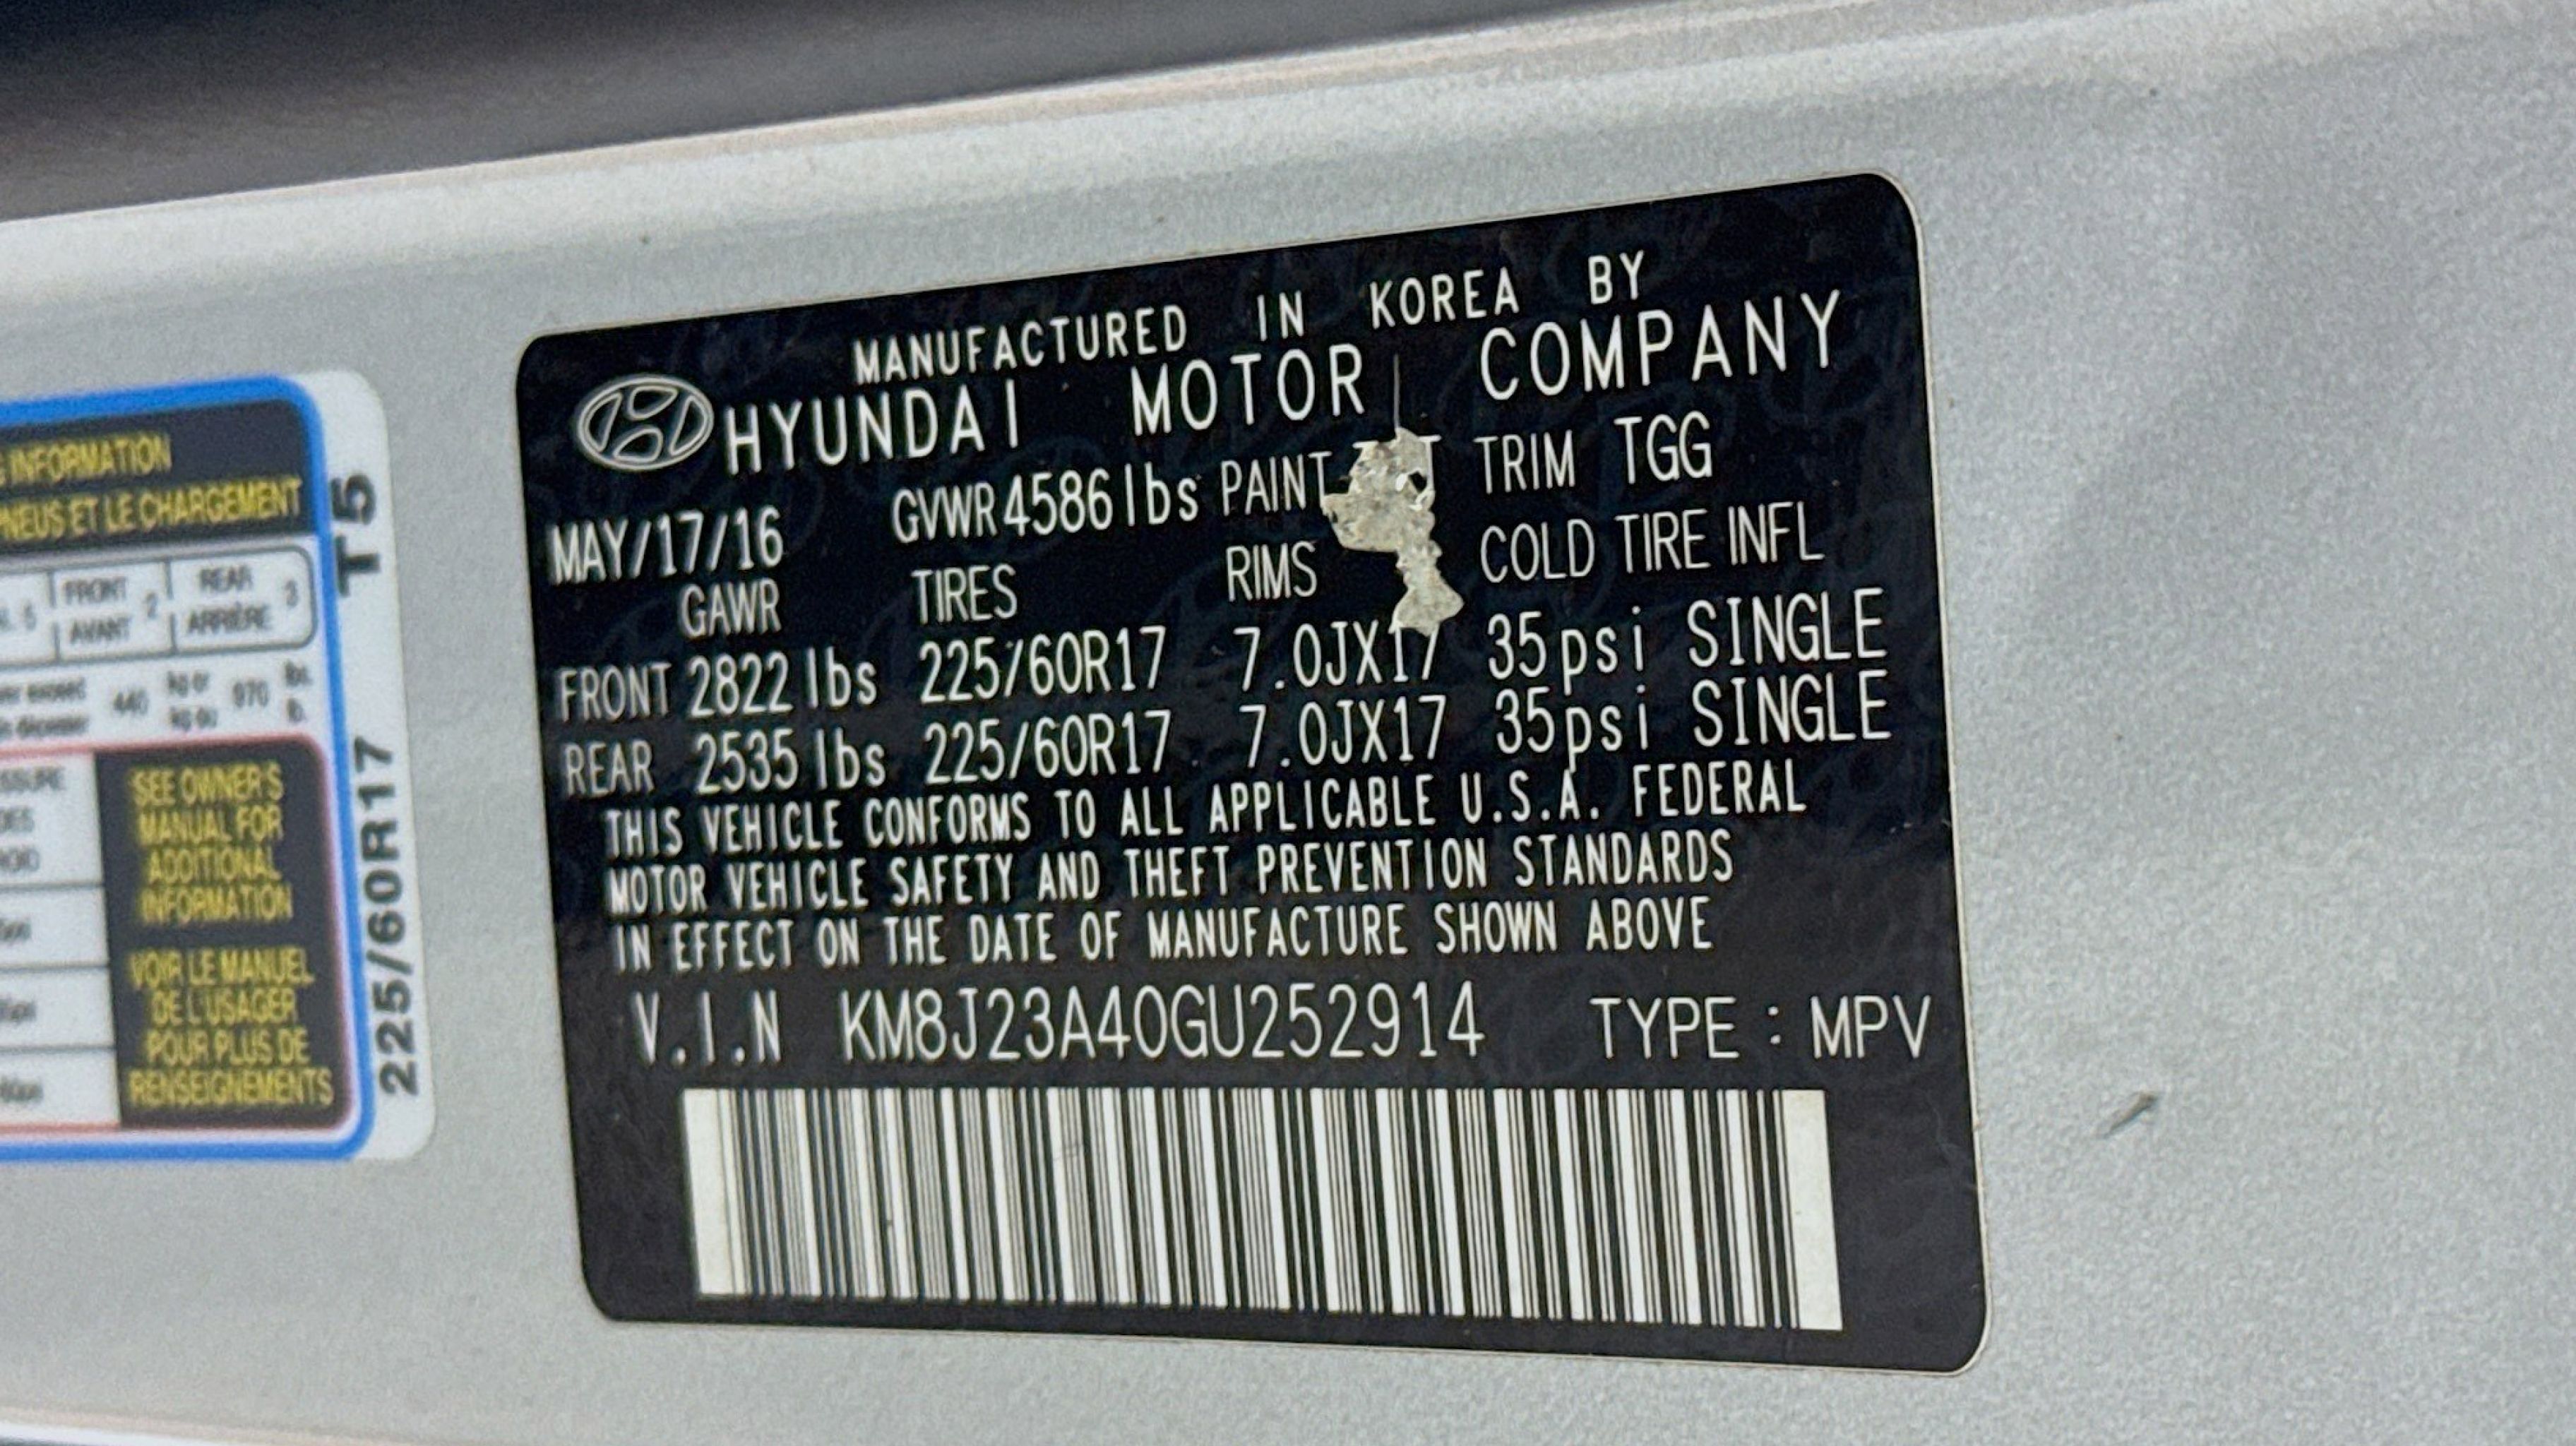 INFORMATION
PNEUS ET LE CHARGEMENT
FRONT
AVANT 2
REAR
ARRIÈRE 3
440 kg or 970 lbs.
SEE OWNER'S
MANUAL FOR
ADDITIONAL
INFORMATION
VOIR LE MANUEL
DE L'USAGER
POUR PLUS DE
RENSEIGNEMENTS
T5
225/60R17
MANUFACTURED IN KOREA BY
HYUNDAI MOTOR COMPANY
MAY/17/16 GVWR 4586 lbs PAINT TRIM TGG
GAWR TIRES RIMS COLD TIRE INFL
FRONT 2822 lbs 225/60R17 7.0JX17 35psi SINGLE
REAR 2535 lbs 225/60R17 7.0JX17 35psi SINGLE
THIS VEHICLE CONFORMS TO ALL APPLICABLE U.S.A. FEDERAL
MOTOR VEHICLE SAFETY AND THEFT PREVENTION STANDARDS
IN EFFECT ON THE DATE OF MANUFACTURE SHOWN ABOVE
V.I.N KM8J23A40GU252914 TYPE : MPV